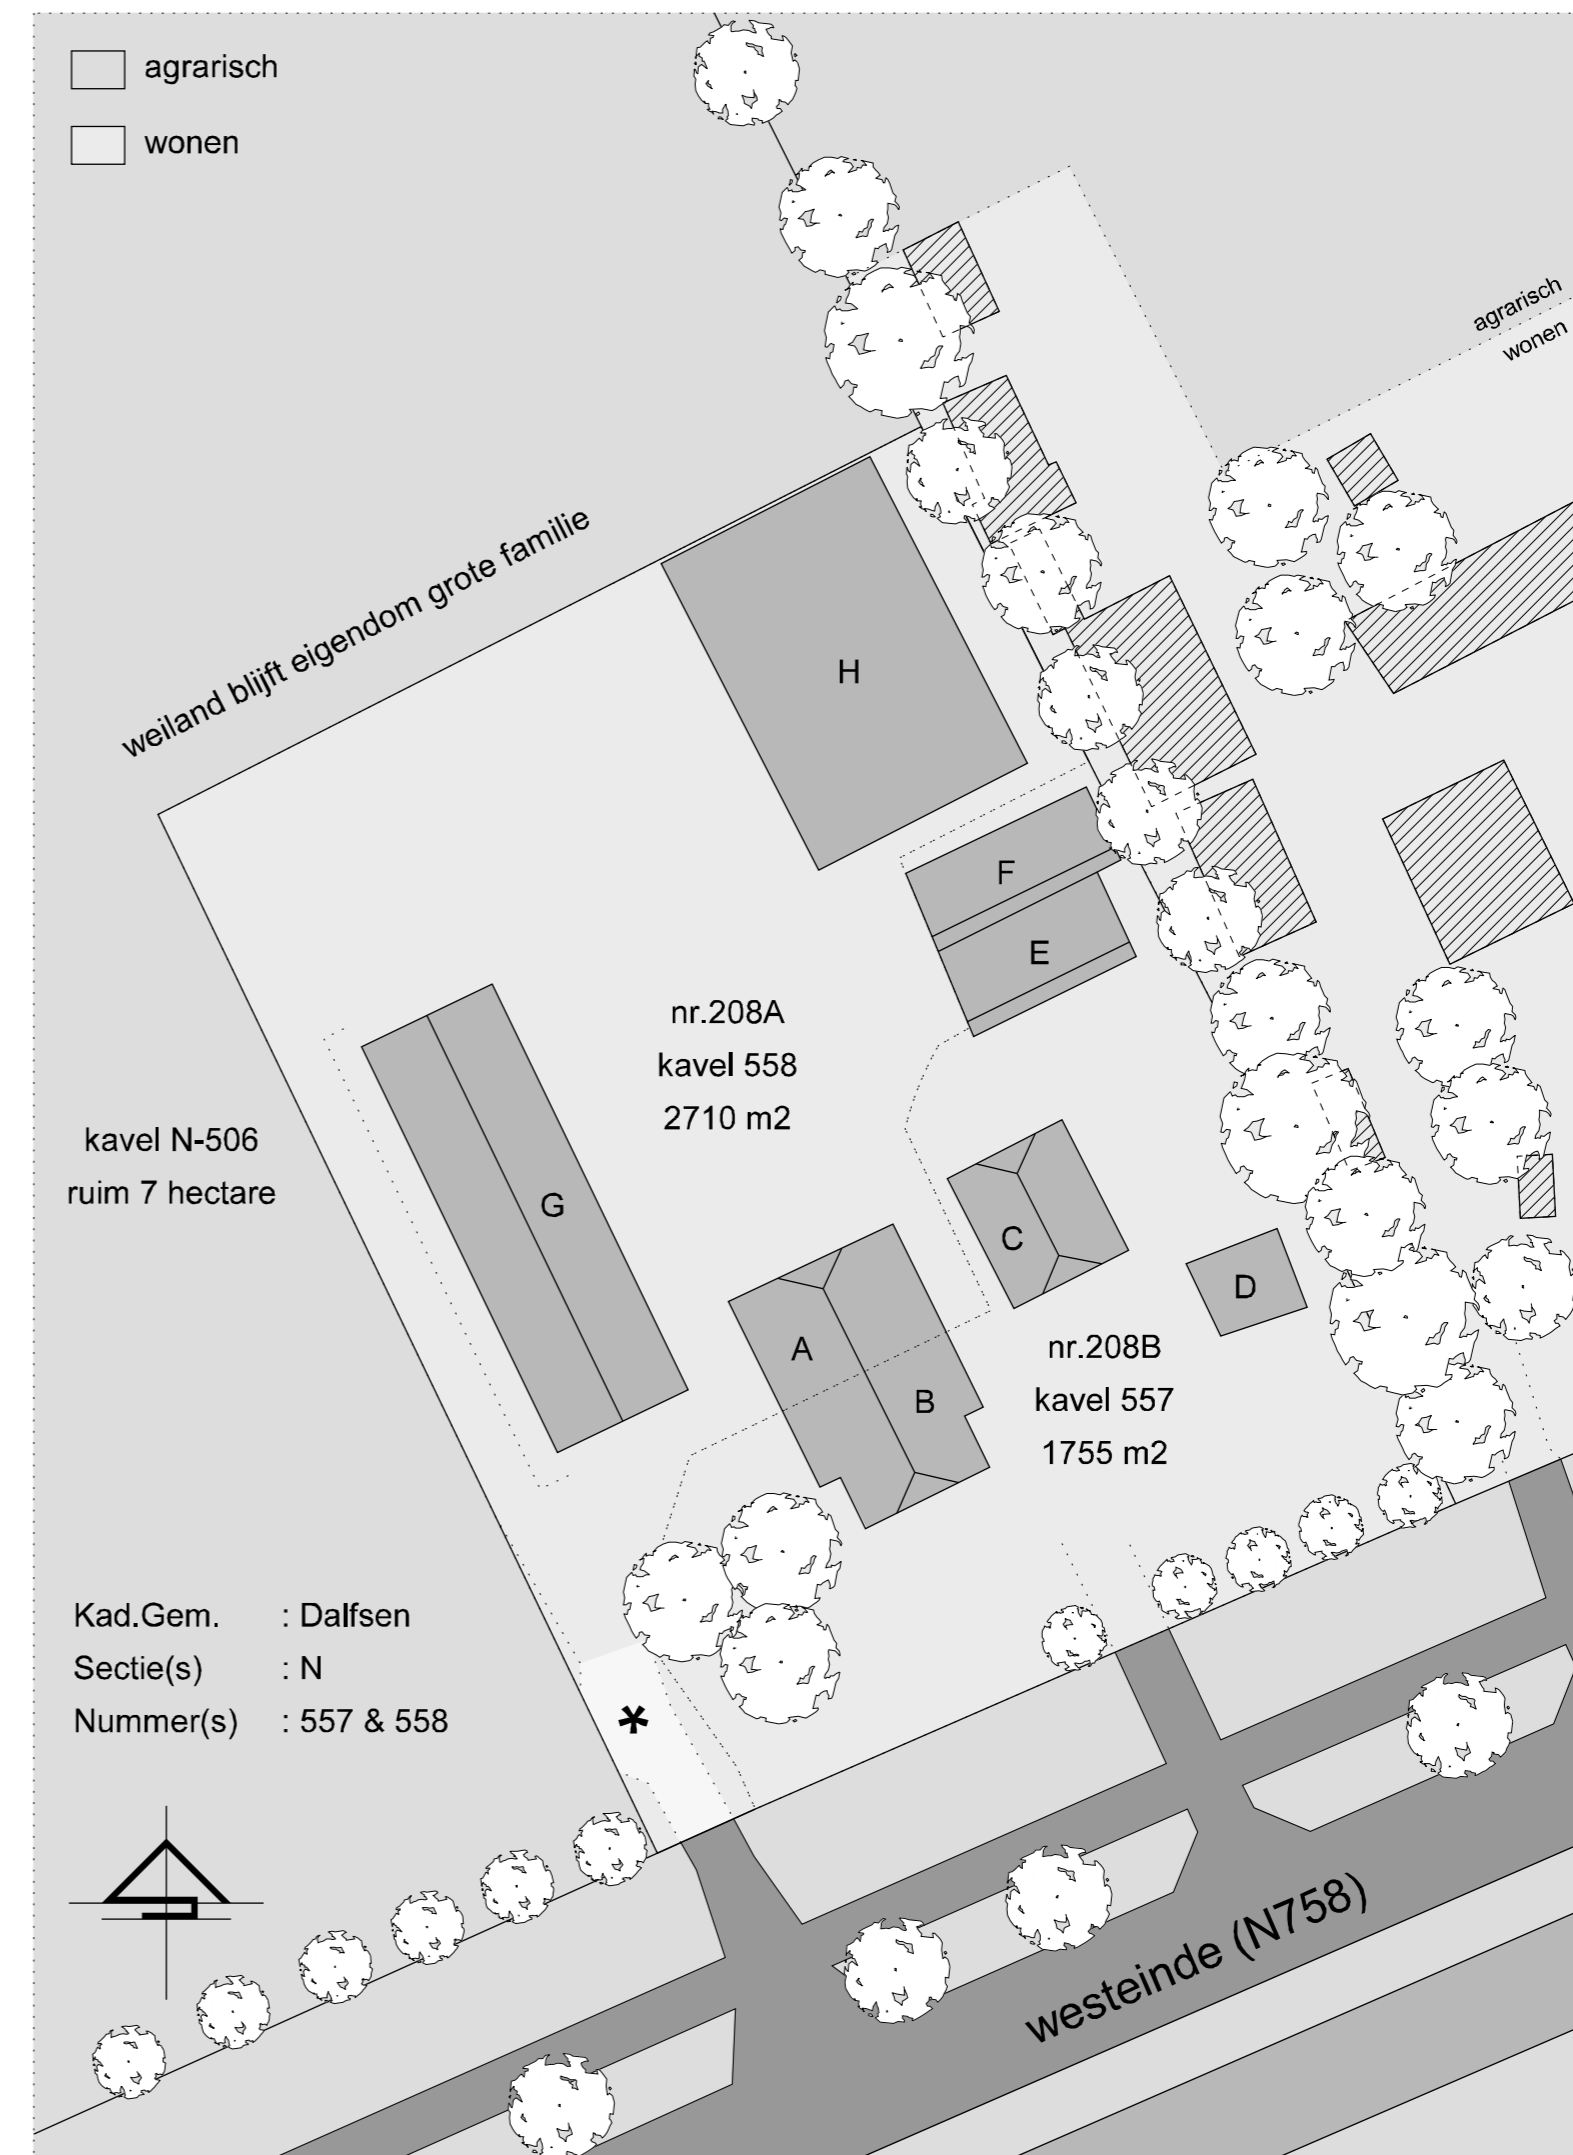 agrarisch
wonen
agrarisch
wonen
weiland blijft eigendom grote familie
H
F
E
nr.208A
kavel 558
2710 m2
kavel N-506
ruim 7 hectare
G
C
D
A
B
nr.208B
kavel 557
1755 m2
Kad.Gem. : Dalfsen
Sectie(s) : N
Nummer(s) : 557 & 558
*
westeinde (N758)